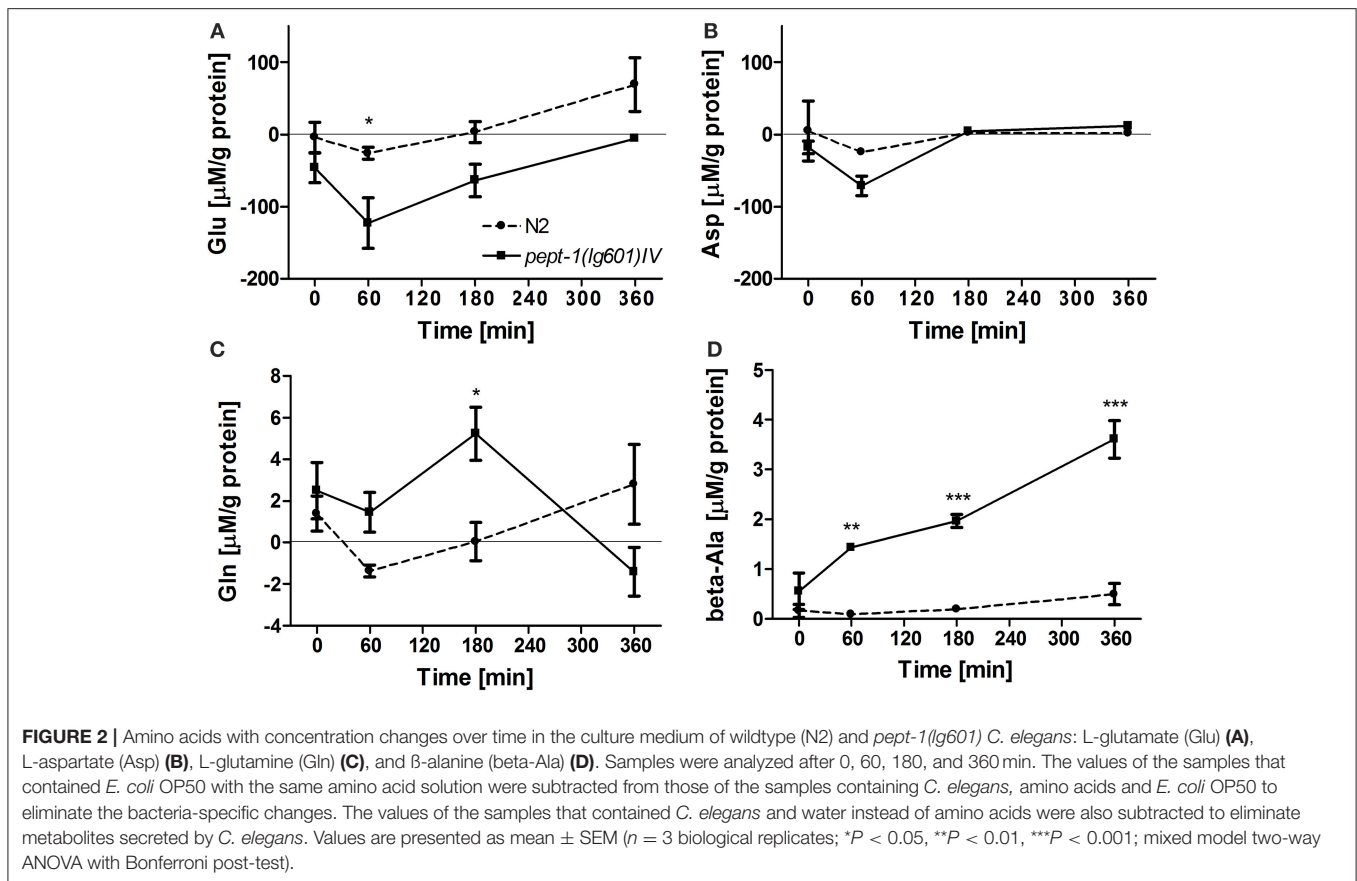 A
Glu [µM/g protein]
100
0
-100
-200
*
N2
pept-1(lg601)IV
0 60 120 180 240 300 360
Time [min]
B
Asp [µM/g protein]
100
0
-100
-200
0 60 120 180 240 300 360
Time [min]
C
Gln [µM/g protein]
8
6
4
2
0
-2
-4
*
0 60 120 180 240 300 360
Time [min]
D
beta-Ala [µM/g protein]
5
4
3
2
1
0
**
***
***
0 60 120 180 240 300 360
Time [min]
FIGURE 2 | Amino acids with concentration changes over time in the culture medium of wildtype (N2) and pept-1(lg601) C. elegans: L-glutamate (Glu) (A),
L-aspartate (Asp) (B), L-glutamine (Gln) (C), and ß-alanine (beta-Ala) (D). Samples were analyzed after 0, 60, 180, and 360 min. The values of the samples that
contained E. coli OP50 with the same amino acid solution were subtracted from those of the samples containing C. elegans, amino acids and E. coli OP50 to
eliminate the bacteria-specific changes. The values of the samples that contained C. elegans and water instead of amino acids were also subtracted to eliminate
metabolites secreted by C. elegans. Values are presented as mean ± SEM (n = 3 biological replicates; *P < 0.05, **P < 0.01, ***P < 0.001; mixed model two-way
ANOVA with Bonferroni post-test).